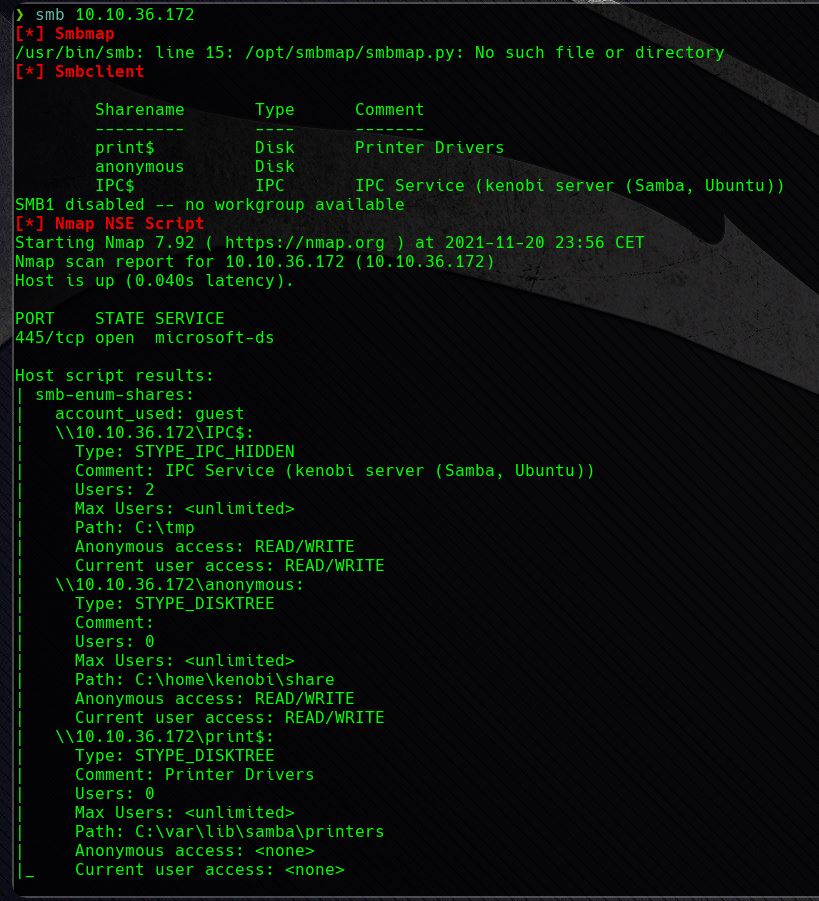 ❯ smb 10.10.36.172
[*] Smbmap
/usr/bin/smb: line 15: /opt/smbmap/smbmap.py: No such file or directory
[*] Smbclient

        Sharename       Type      Comment
        ---------       ----      -------
        print$          Disk      Printer Drivers
        anonymous       Disk
        IPC$            IPC       IPC Service (kenobi server (Samba, Ubuntu))
SMB1 disabled -- no workgroup available
[*] Nmap NSE Script
Starting Nmap 7.92 ( https://nmap.org ) at 2021-11-20 23:56 CET
Nmap scan report for 10.10.36.172 (10.10.36.172)
Host is up (0.040s latency).

PORT    STATE SERVICE
445/tcp open  microsoft-ds

Host script results:
| smb-enum-shares:
|   account_used: guest
|   \\10.10.36.172\IPC$:
|     Type: STYPE_IPC_HIDDEN
|     Comment: IPC Service (kenobi server (Samba, Ubuntu))
|     Users: 2
|     Max Users: <unlimited>
|     Path: C:\tmp
|     Anonymous access: READ/WRITE
|     Current user access: READ/WRITE
|   \\10.10.36.172\anonymous:
|     Type: STYPE_DISKTREE
|     Comment:
|     Users: 0
|     Max Users: <unlimited>
|     Path: C:\home\kenobi\share
|     Anonymous access: READ/WRITE
|     Current user access: READ/WRITE
|   \\10.10.36.172\print$:
|     Type: STYPE_DISKTREE
|     Comment: Printer Drivers
|     Users: 0
|     Max Users: <unlimited>
|     Path: C:\var\lib\samba\printers
|     Anonymous access: <none>
|_    Current user access: <none>